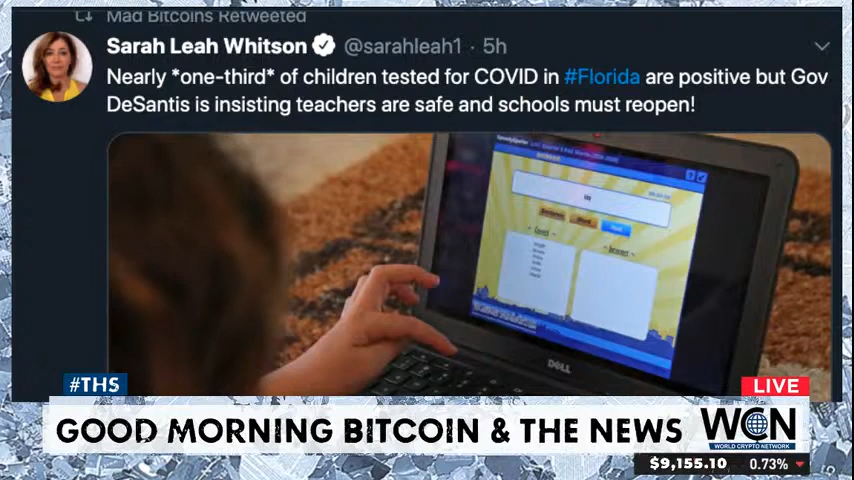 Mad Bitcoins Retweeted
Sarah Leah Whitson @sarahleah1 · 5h
Nearly *one-third* of children tested for COVID in #Florida are positive but Gov
DeSantis is insisting teachers are safe and schools must reopen!
Correct
DELL
#THS
LIVE
GOOD MORNING BITCOIN & THE NEWS
WCN
WORLD CRYPTO NETWORK
$9,155.10 0.73%